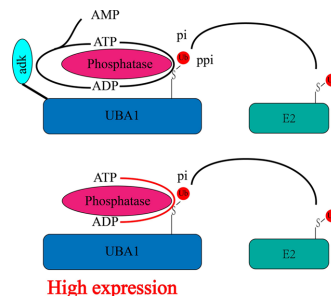 AMP
ATP
pi
adk
Phosphatase
ppi
ADP
S
S
UBA1
E2
ATP
pi
Phosphatase
S
S
ADP
UBA1
E2
High expression